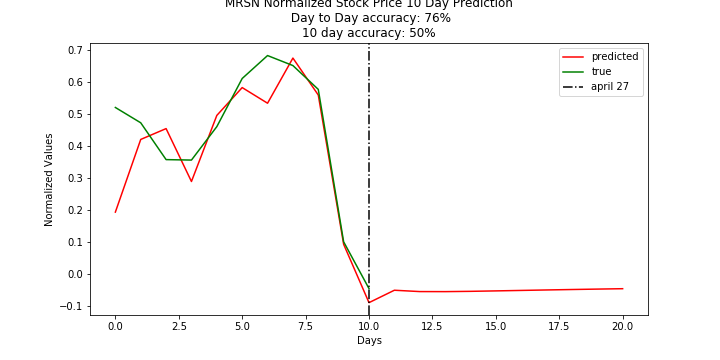 MRSN Normalized Stock Price 10 Day Prediction
Day to Day accuracy: 76%
10 day accuracy: 50%
predicted
true
april 27
Normalized Values
0.7
0.6
0.5
0.4
0.3
0.2
0.1
0.0
−0.1
0.0
2.5
5.0
7.5
10.0
12.5
15.0
17.5
20.0
Days